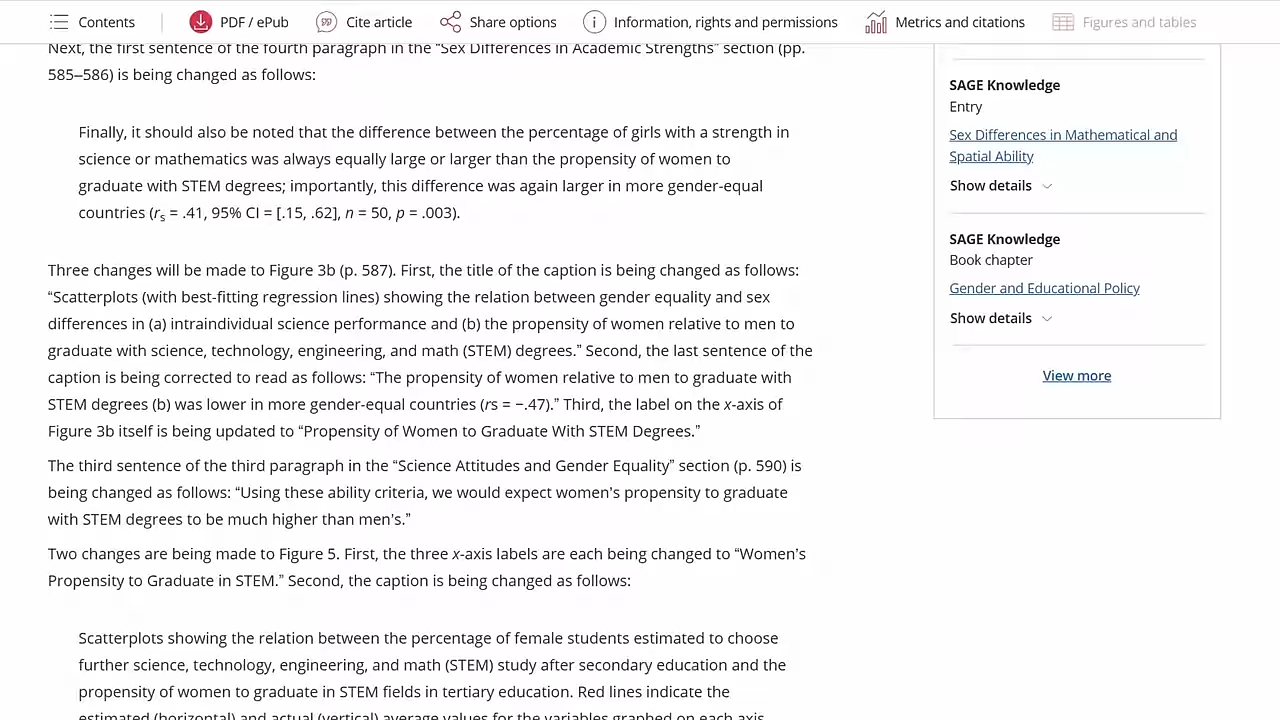 Contents
PDF / ePub
Cite article
Share options
Information, rights and permissions
Metrics and citations
Figures and tables
Next, the first sentence of the fourth paragraph in the “Sex Differences in Academic Strengths” section (pp.
585–586) is being changed as follows:
Finally, it should also be noted that the difference between the percentage of girls with a strength in
science or mathematics was always equally large or larger than the propensity of women to
graduate with STEM degrees; importantly, this difference was again larger in more gender-equal
countries (rs = .41, 95% CI = [.15, .62], n = 50, p = .003).
Three changes will be made to Figure 3b (p. 587). First, the title of the caption is being changed as follows:
“Scatterplots (with best-fitting regression lines) showing the relation between gender equality and sex
differences in (a) intraindividual science performance and (b) the propensity of women relative to men to
graduate with science, technology, engineering, and math (STEM) degrees.” Second, the last sentence of the
caption is being corrected to read as follows: “The propensity of women relative to men to graduate with
STEM degrees (b) was lower in more gender-equal countries (rs = −.47).” Third, the label on the x-axis of
Figure 3b itself is being updated to “Propensity of Women to Graduate With STEM Degrees.”
The third sentence of the third paragraph in the “Science Attitudes and Gender Equality” section (p. 590) is
being changed as follows: “Using these ability criteria, we would expect women’s propensity to graduate
with STEM degrees to be much higher than men’s.”
Two changes are being made to Figure 5. First, the three x-axis labels are each being changed to “Women’s
Propensity to Graduate in STEM.” Second, the caption is being changed as follows:
Scatterplots showing the relation between the percentage of female students estimated to choose
further science, technology, engineering, and math (STEM) study after secondary education and the
propensity of women to graduate in STEM fields in tertiary education. Red lines indicate the
estimated (horizontal) and actual (vertical) average values for the variables graphed on each axis.
SAGE Knowledge
Entry
Sex Differences in Mathematical and
Spatial Ability
Show details
SAGE Knowledge
Book chapter
Gender and Educational Policy
Show details
View more